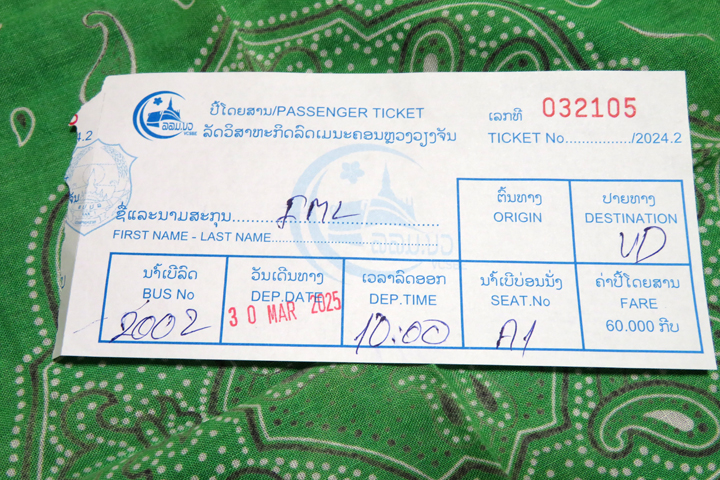 ປີ້ໂດຍສານ/PASSENGER TICKET
ລັດວິສາຫະກິດລົດເມນະຄອນຫຼວງວຽງຈັນ
ເລກທີ 032105
TICKET No................/2024.2
4.2
VCSBE
ຊື່ແລະນາມສະກຸນ
FIRST NAME - LAST NAME
ຕົ້ນທາງ
ORIGIN
ປາຍທາງ
DESTINATION
VD
ນາໍ້ເບີລົດ
BUS No
2002
ວັນເດີນທາງ
DEP.DATE
30 MAR 2025
ເວລາລົດອອກ
DEP.TIME
10:00
ນາໍ້ເບີບ່ອນນັ່ງ
SEAT.No
A1
ຄ່າປີ້ໂດຍສານ
FARE
60.000 ກີບ